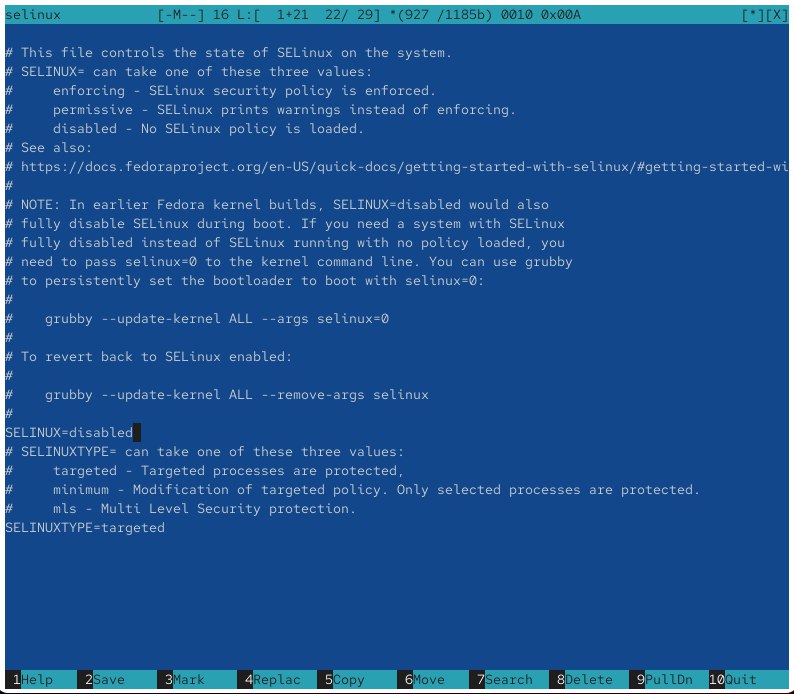 selinux [-M--] 16 L:[ 1+21 22/ 29] *(927 /1185b) 0010 0x00A [*][X]
# This file controls the state of SELinux on the system.
# SELINUX= can take one of these three values:
#     enforcing - SELinux security policy is enforced.
#     permissive - SELinux prints warnings instead of enforcing.
#     disabled - No SELinux policy is loaded.
# See also:
# https://docs.fedoraproject.org/en-US/quick-docs/getting-started-with-selinux/#getting-started-wi
#
# NOTE: In earlier Fedora kernel builds, SELINUX=disabled would also
# fully disable SELinux during boot. If you need a system with SELinux
# fully disabled instead of SELinux running with no policy loaded, you
# need to pass selinux=0 to the kernel command line. You can use grubby
# to persistently set the bootloader to boot with selinux=0:
#
#    grubby --update-kernel ALL --args selinux=0
#
# To revert back to SELinux enabled:
#
#    grubby --update-kernel ALL --remove-args selinux
#
SELINUX=disabled
# SELINUXTYPE= can take one of these three values:
#     targeted - Targeted processes are protected,
#     minimum - Modification of targeted policy. Only selected processes are protected.
#     mls - Multi Level Security protection.
SELINUXTYPE=targeted
1Help 2Save 3Mark 4Replac 5Copy 6Move 7Search 8Delete 9PullDn 10Quit